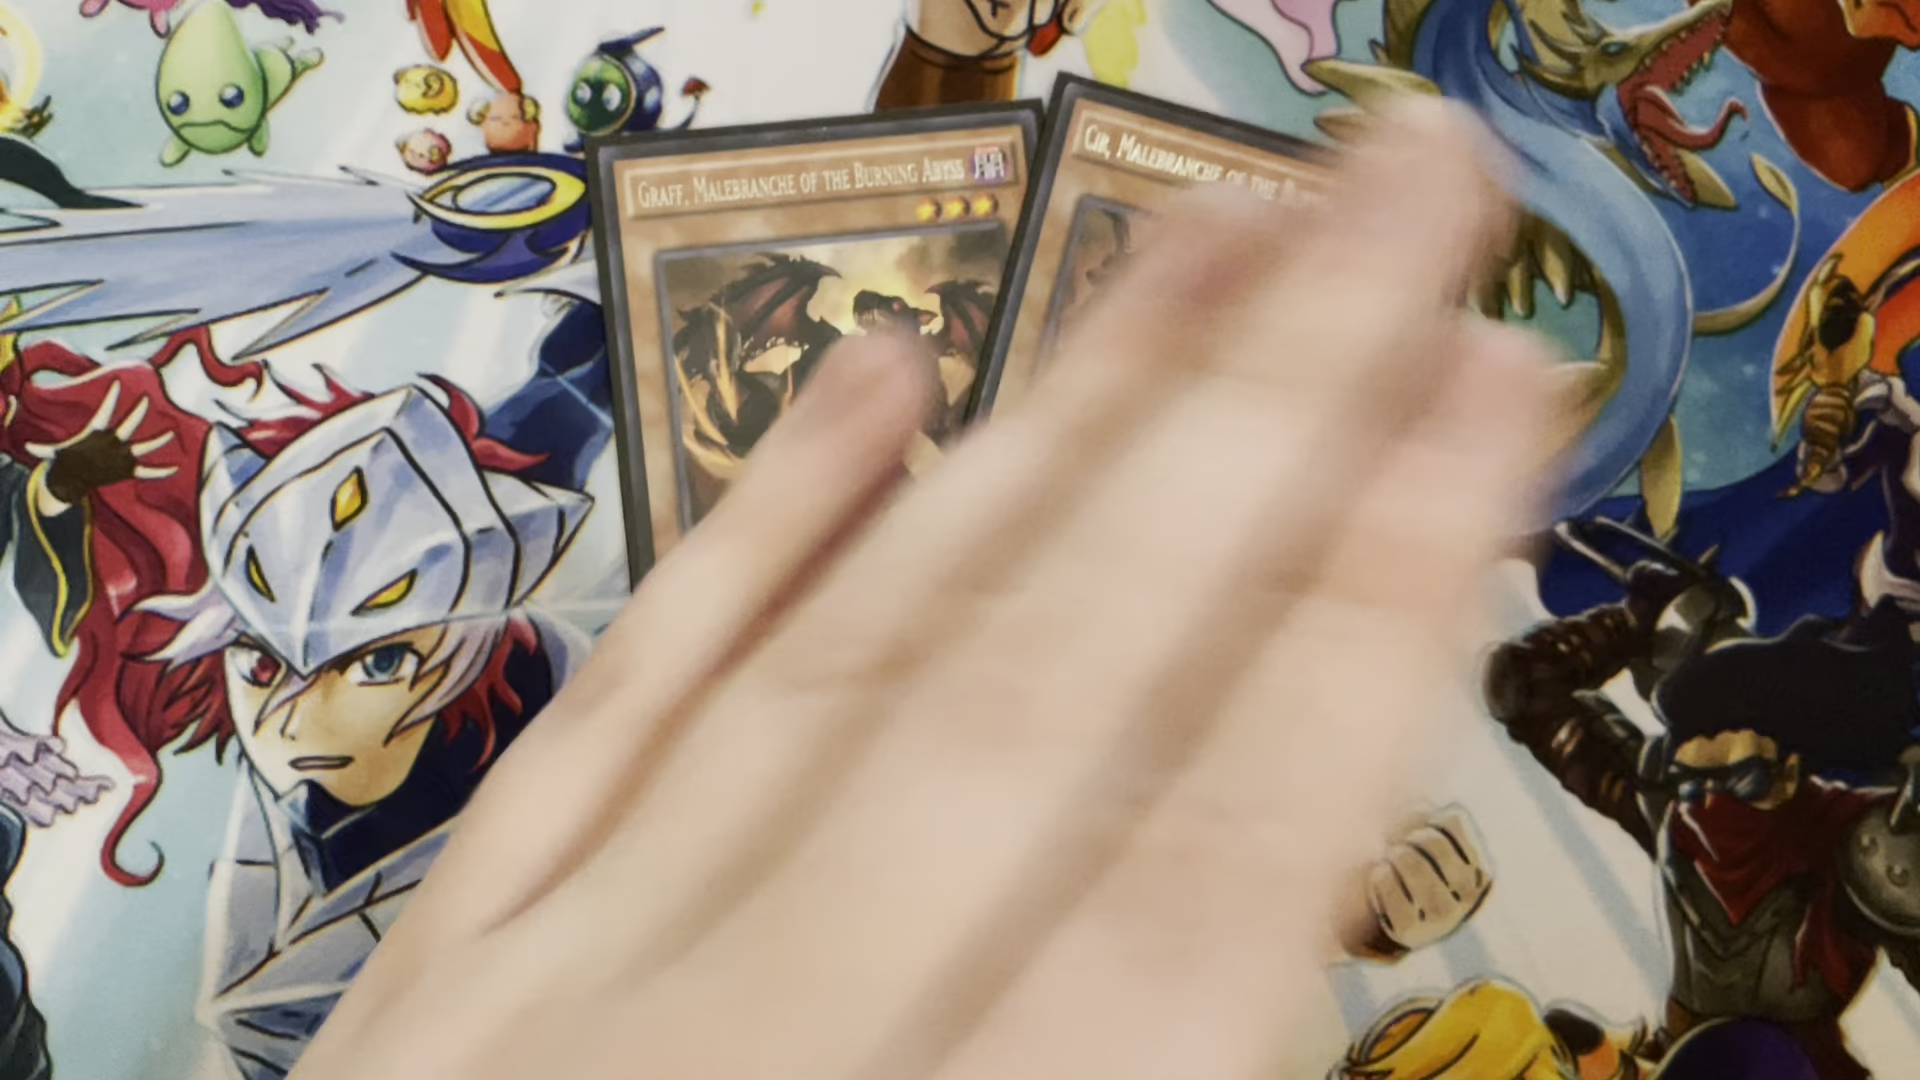 Graff, Malebranche of the Burning Abyss
Cir, Malebranche of the